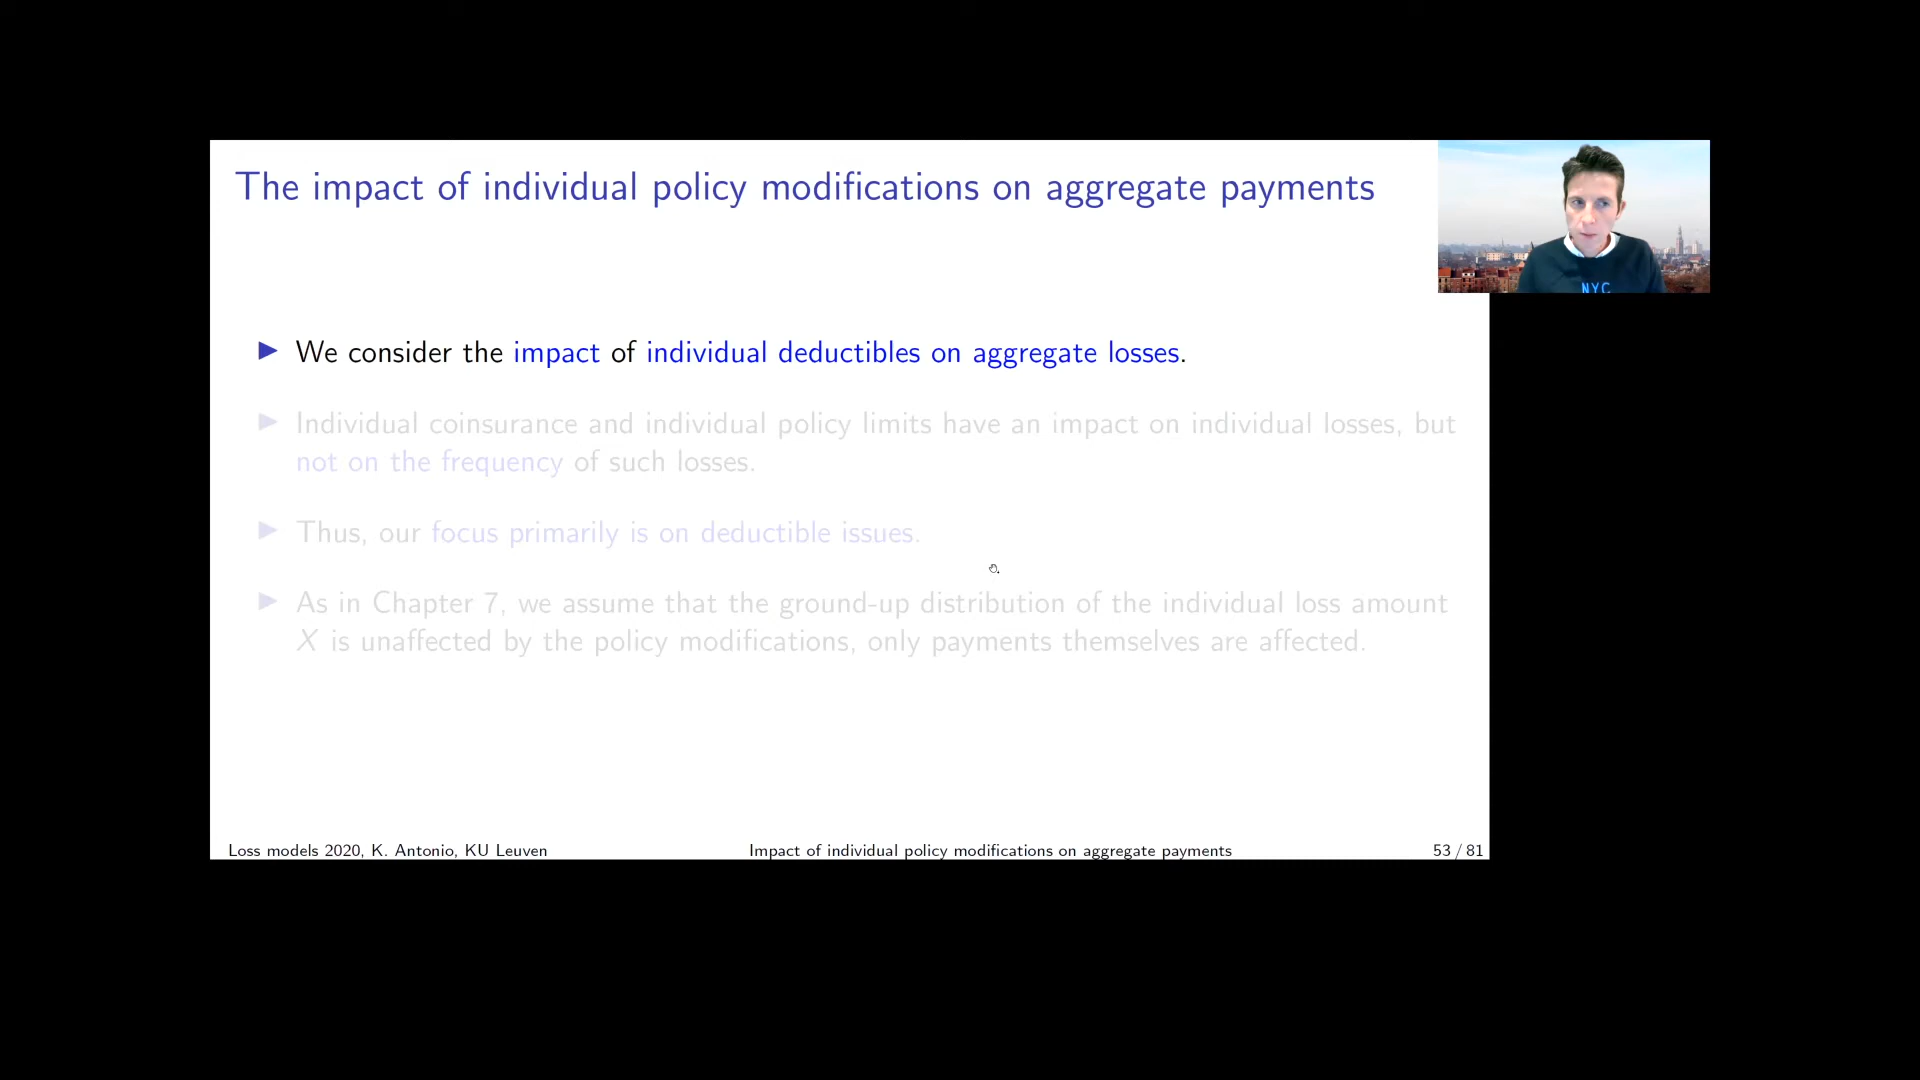 The impact of individual policy modifications on aggregate payments
NYC
▶ We consider the impact of individual deductibles on aggregate losses.
▶ Individual coinsurance and individual policy limits have an impact on individual losses, but
not on the frequency of such losses.
▶ Thus, our focus primarily is on deductible issues.
▶ As in Chapter 7, we assume that the ground-up distribution of the individual loss amount
X is unaffected by the policy modifications, only payments themselves are affected.
Loss models 2020, K. Antonio, KU Leuven
Impact of individual policy modifications on aggregate payments
53 / 81